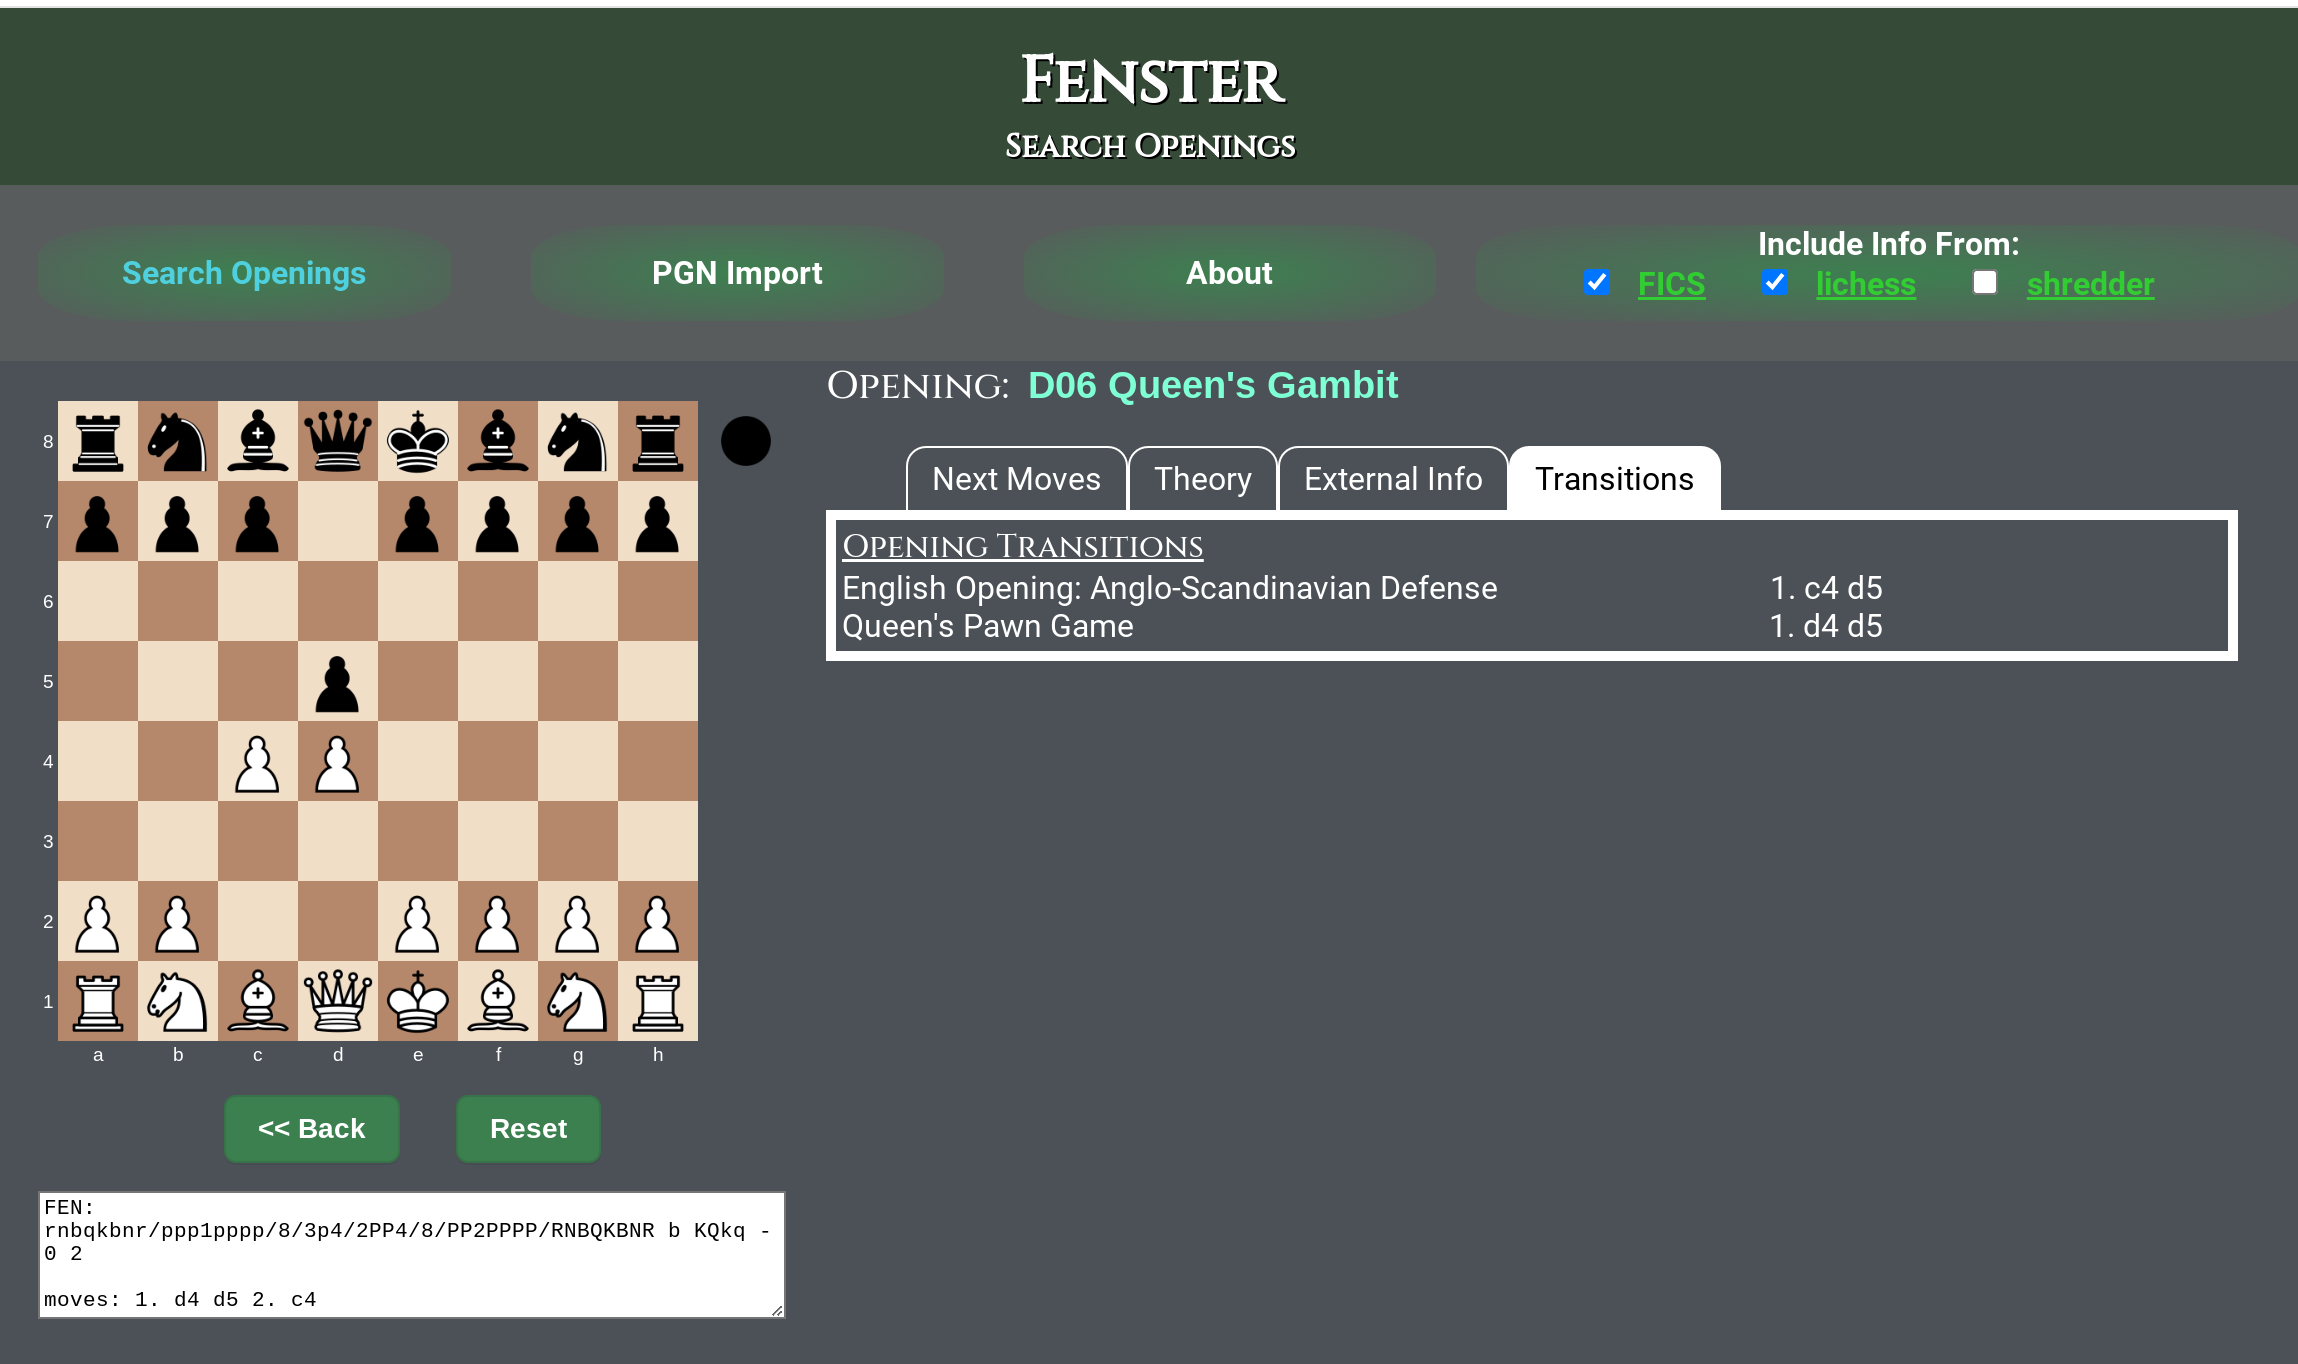 Fenster
Search Openings
Search Openings
PGN Import
About
Include Info From:
FICS
lichess
shredder
Opening: D06 Queen's Gambit
Next Moves
Theory
External Info
Transitions
Opening Transitions
English Opening: Anglo-Scandinavian Defense 1. c4 d5
Queen's Pawn Game 1. d4 d5
8
7
6
5
4
3
2
1
a b c d e f g h
<< Back
Reset
FEN:
rnbqkbnr/ppp1pppp/8/3p4/2PP4/8/PP2PPPP/RNBQKBNR b KQkq -
0 2
moves: 1. d4 d5 2. c4